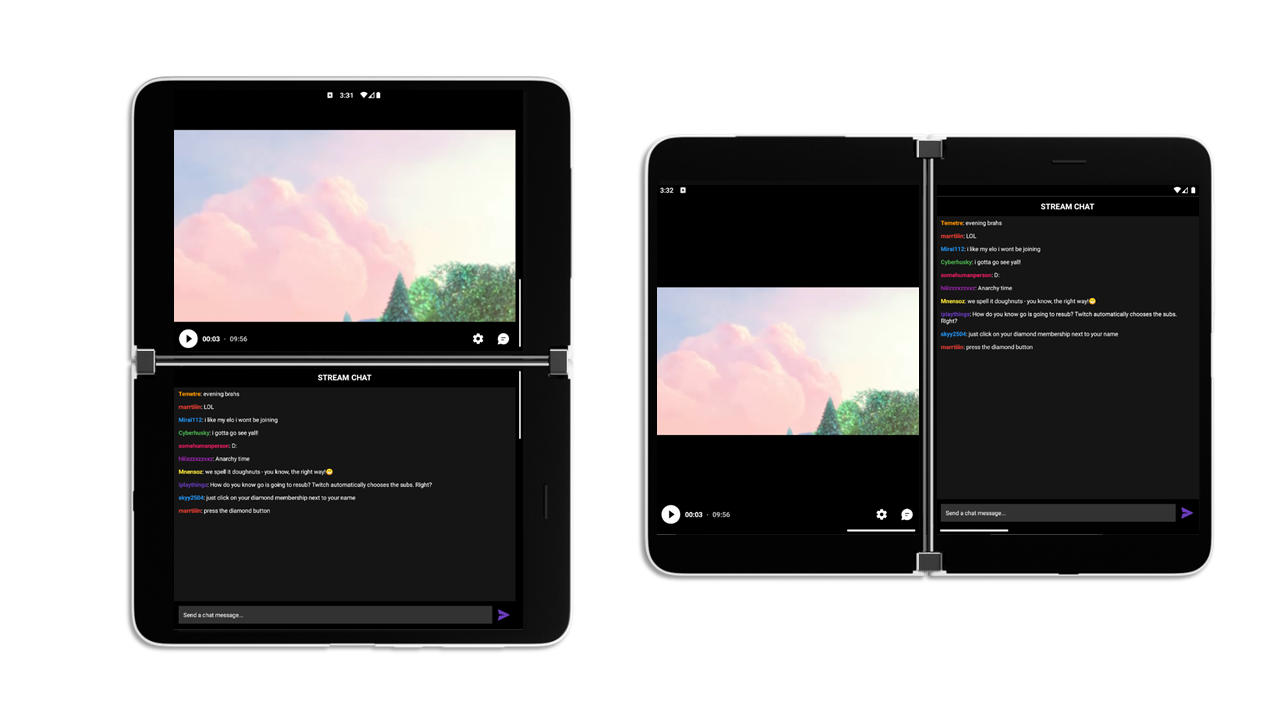 3:31
00:03 · 09:56
STREAM CHAT
Temetre: evening brahs
marrtiiin: LOL
Mirai112: i like my elo i wont be joining
Cyberhusky: i gotta go see yall!
somehumanperson: D:
Anarchy time
Mnensoz: we spell it doughnuts - you know, the right way!😁
iplaythings: How do you know go is going to resub? Twitch automatically chooses the subs. Right?
skyy2504: just click on your diamond membership next to your name
marrtiiin: press the diamond button
Send a chat message...
3:32
00:03 · 09:56
STREAM CHAT
Temetre: evening brahs
marrtiiin: LOL
Mirai112: i like my elo i wont be joining
Cyberhusky: i gotta go see yall!
somehumanperson: D:
Anarchy time
Mnensoz: we spell it doughnuts - you know, the right way!😁
iplaythings: How do you know go is going to resub? Twitch automatically chooses the subs.
Right?
skyy2504: just click on your diamond membership next to your name
marrtiiin: press the diamond button
Send a chat message...